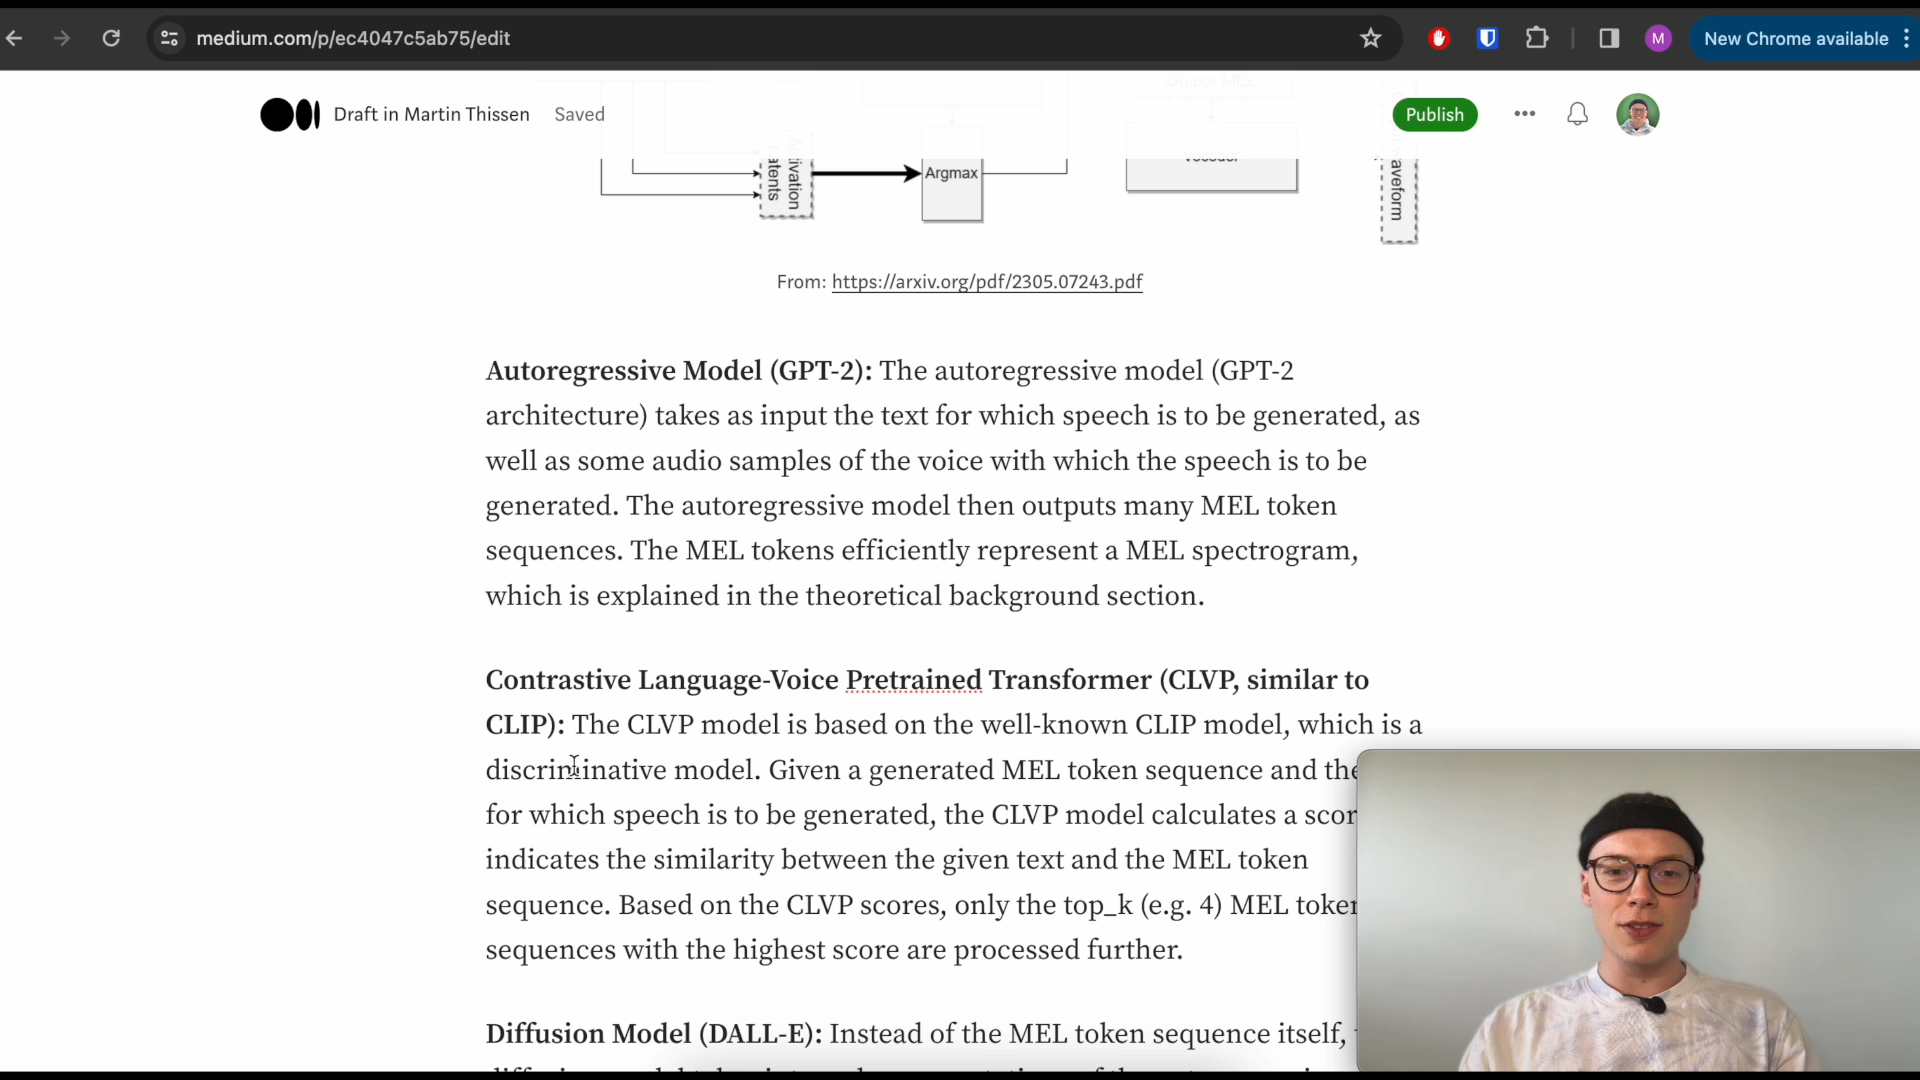 medium.com/p/ec4047c5ab75/edit
M
New Chrome available
Draft in Martin Thissen
Saved
Publish
Output MEL
Activation
Latents
Argmax
From: https://arxiv.org/pdf/2305.07243.pdf
Autoregressive Model (GPT-2): The autoregressive model (GPT-2
architecture) takes as input the text for which speech is to be generated, as
well as some audio samples of the voice with which the speech is to be
generated. The autoregressive model then outputs many MEL token
sequences. The MEL tokens efficiently represent a MEL spectrogram,
which is explained in the theoretical background section.
Contrastive Language-Voice Pretrained Transformer (CLVP, similar to
CLIP): The CLVP model is based on the well-known CLIP model, which is a
discriminative model. Given a generated MEL token sequence and the
for which speech is to be generated, the CLVP model calculates a scor
indicates the similarity between the given text and the MEL token
sequence. Based on the CLVP scores, only the top_k (e.g. 4) MEL token
sequences with the highest score are processed further.
Diffusion Model (DALL-E): Instead of the MEL token sequence itself,